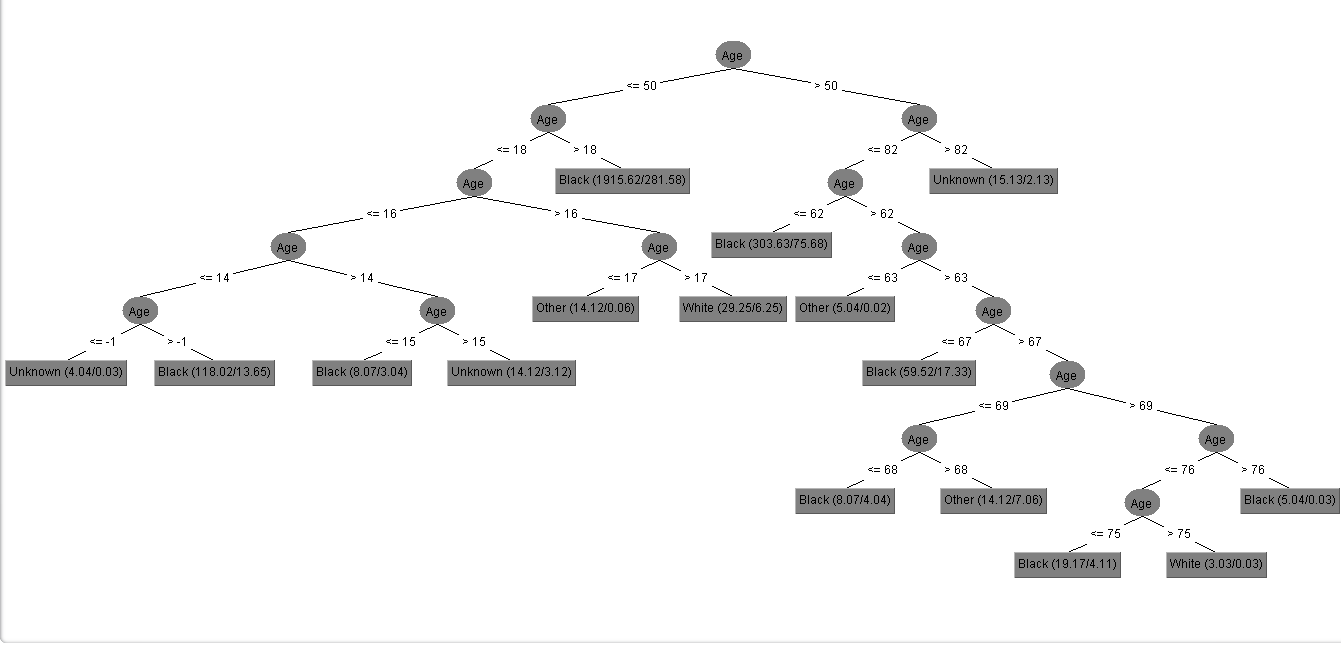 Age
<= 50 > 50
Age Age
<= 18 > 18 <= 82 > 82
Age Black (1915.62/281.58) Age Unknown (15.13/2.13)
<= 16 > 16 <= 62 > 62
Age Age Black (303.63/75.68) Age
<= 14 > 14 <= 17 > 17 <= 63 > 63
Age Age Other (14.12/0.06) White (29.25/6.25) Other (5.04/0.02) Age
<= -1 > -1 <= 15 > 15 <= 67 > 67
Unknown (4.04/0.03) Black (118.02/13.65) Black (8.07/3.04) Unknown (14.12/3.12) Black (59.52/17.33) Age
<= 69 > 69
Age Age
<= 68 > 68 <= 76 > 76
Black (8.07/4.04) Other (14.12/7.06) Age Black (5.04/0.03)
<= 75 > 75
Black (19.17/4.11) White (3.03/0.03)